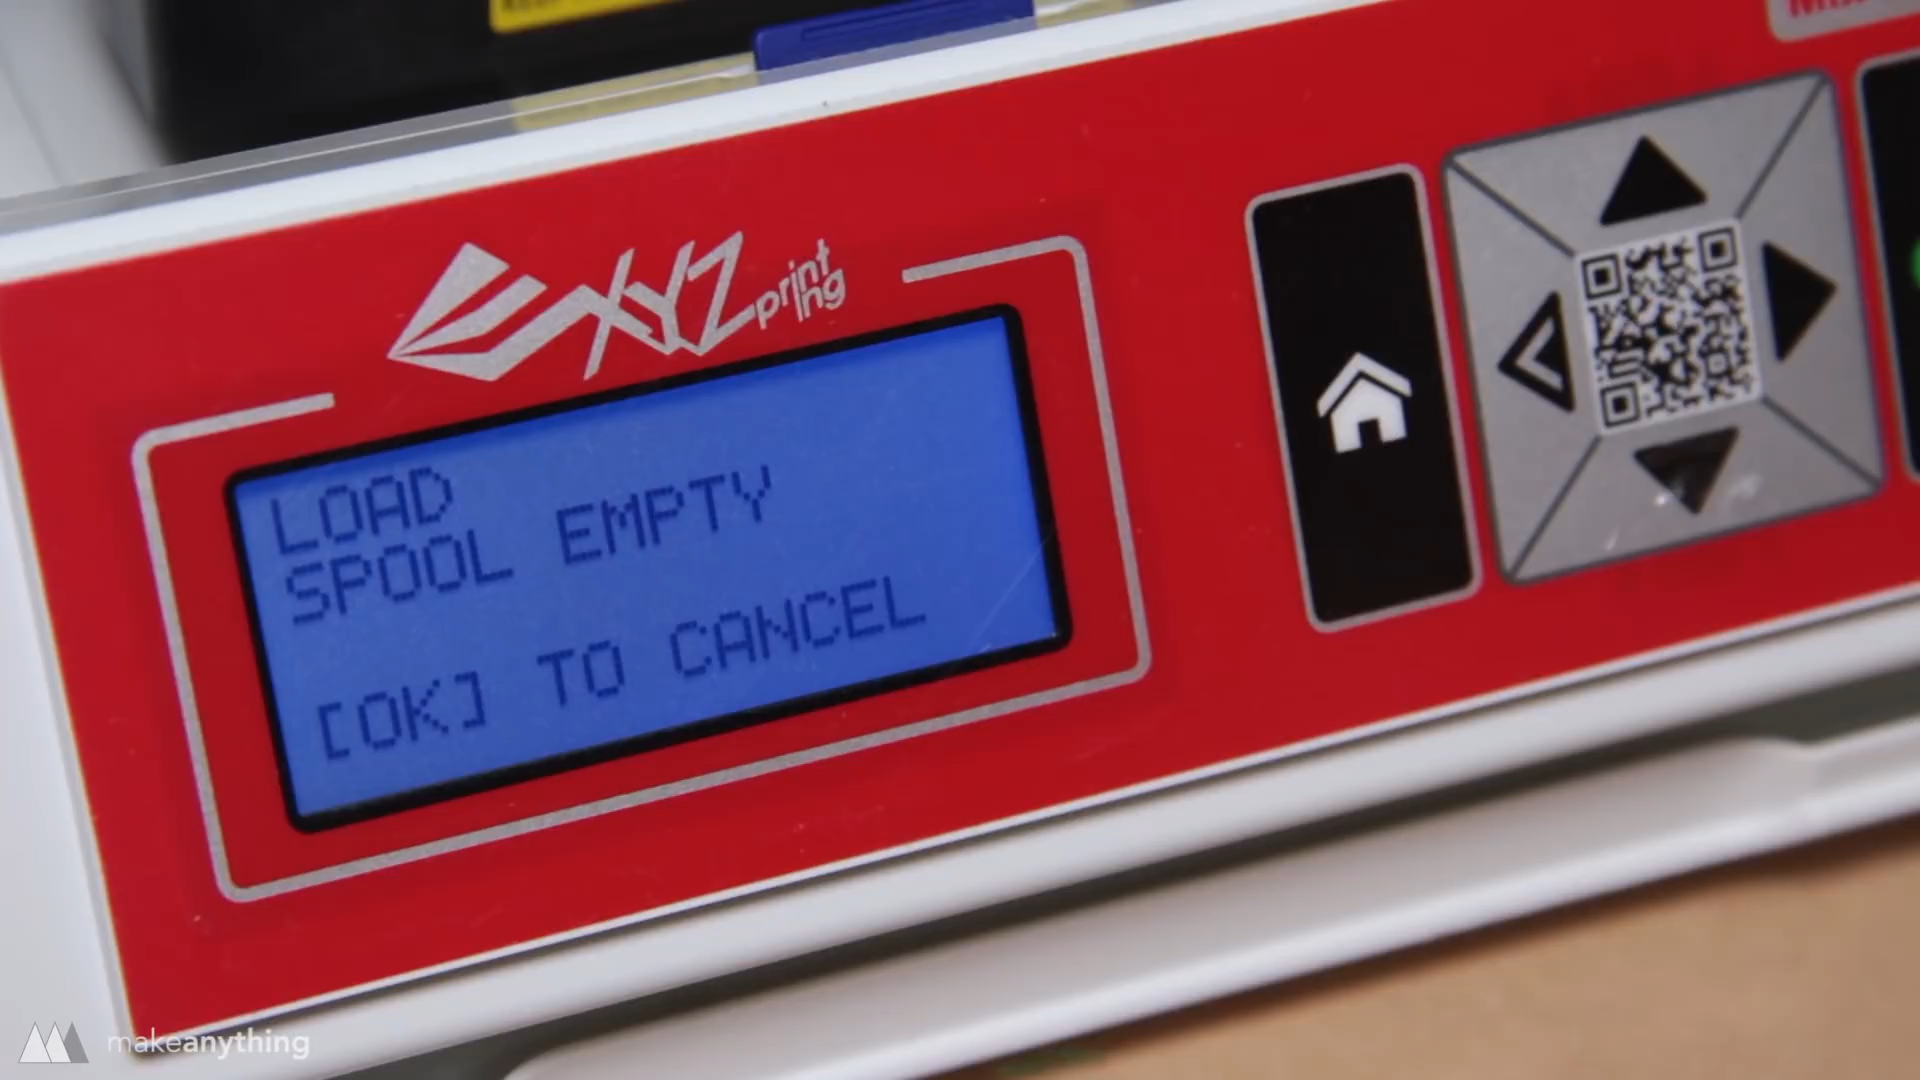 XYZprinting
LOAD
SPOOL EMPTY
[OK] TO CANCEL
makeanything